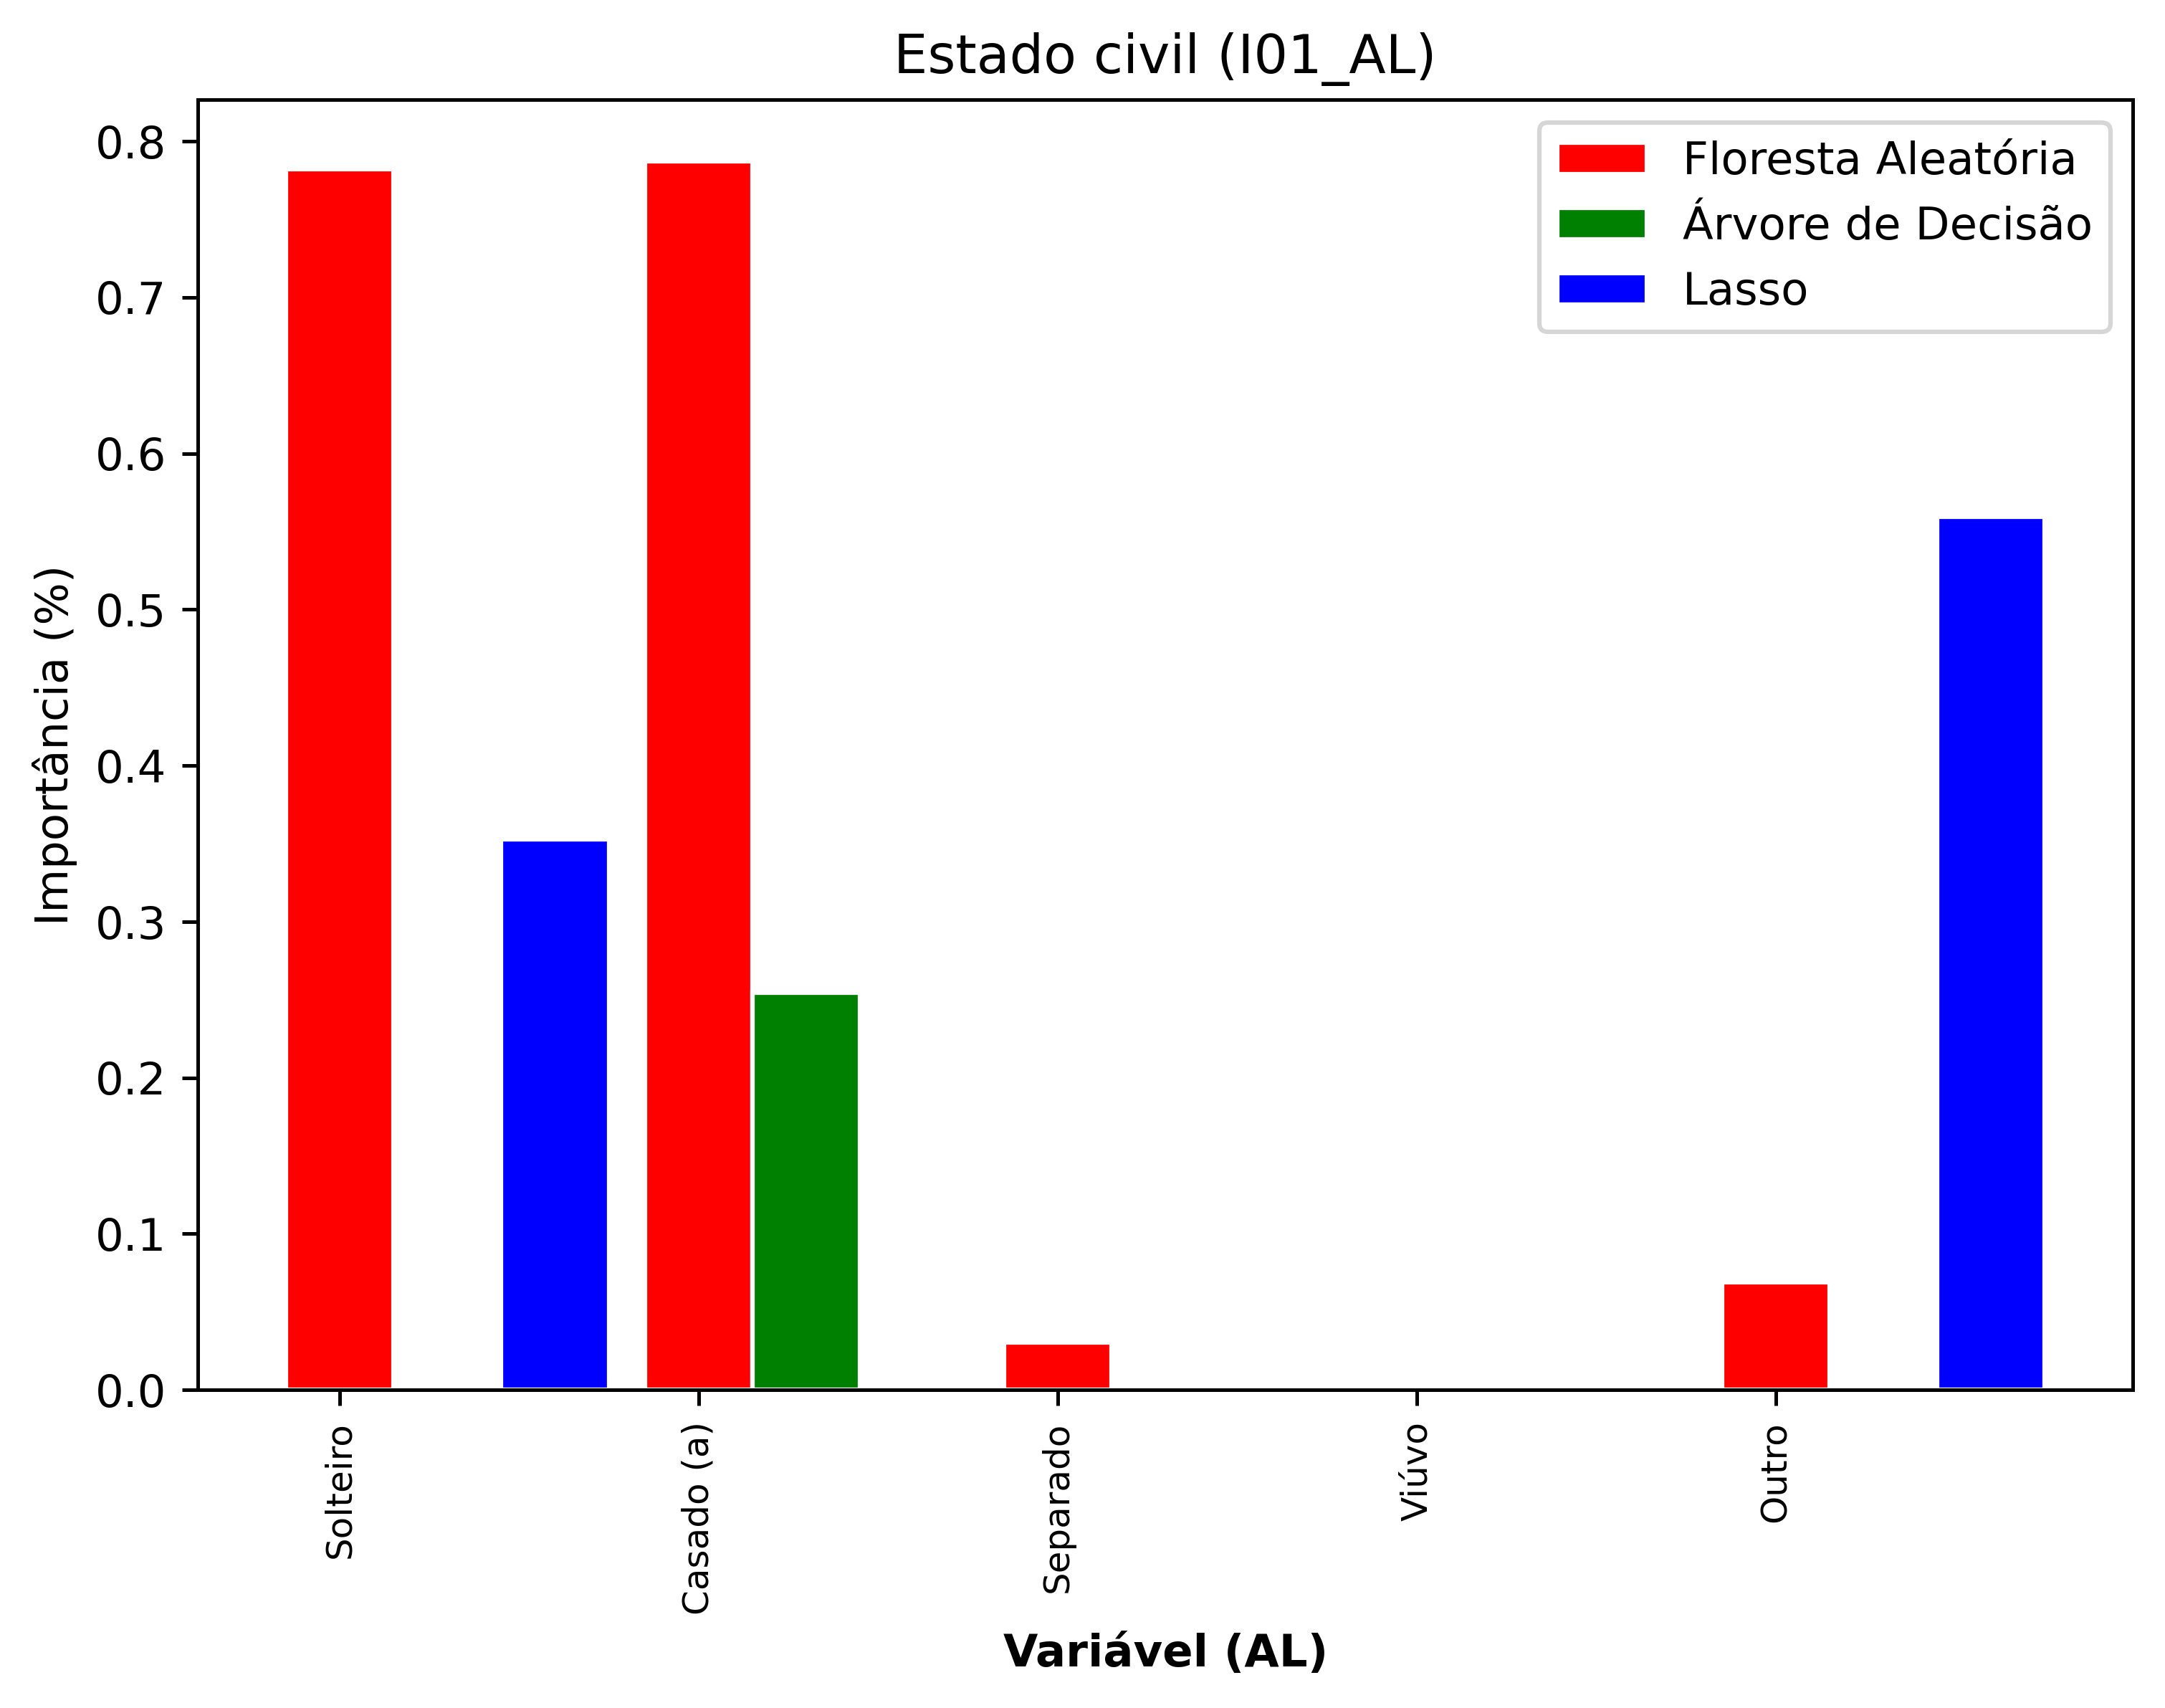 Estado civil (I01_AL)
Floresta Aleatória
Árvore de Decisão
Lasso
Importância (%)
0.8
0.7
0.6
0.5
0.4
0.3
0.2
0.1
0.0
Solteiro
Casado (a)
Separado
Viúvo
Outro
Variável (AL)